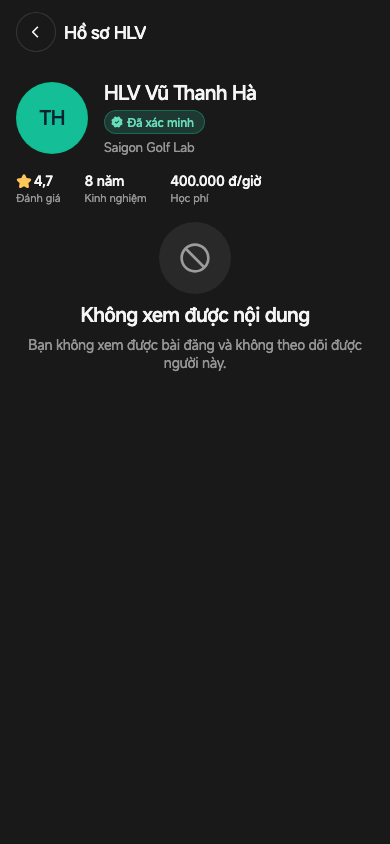 Hồ sơ HLV
TH
HLV Vũ Thanh Hà
Đã xác minh
Saigon Golf Lab
4,7
Đánh giá
8 năm
Kinh nghiệm
400.000 đ/giờ
Học phí
Không xem được nội dung
Bạn không xem được bài đăng và không theo dõi được
người này.